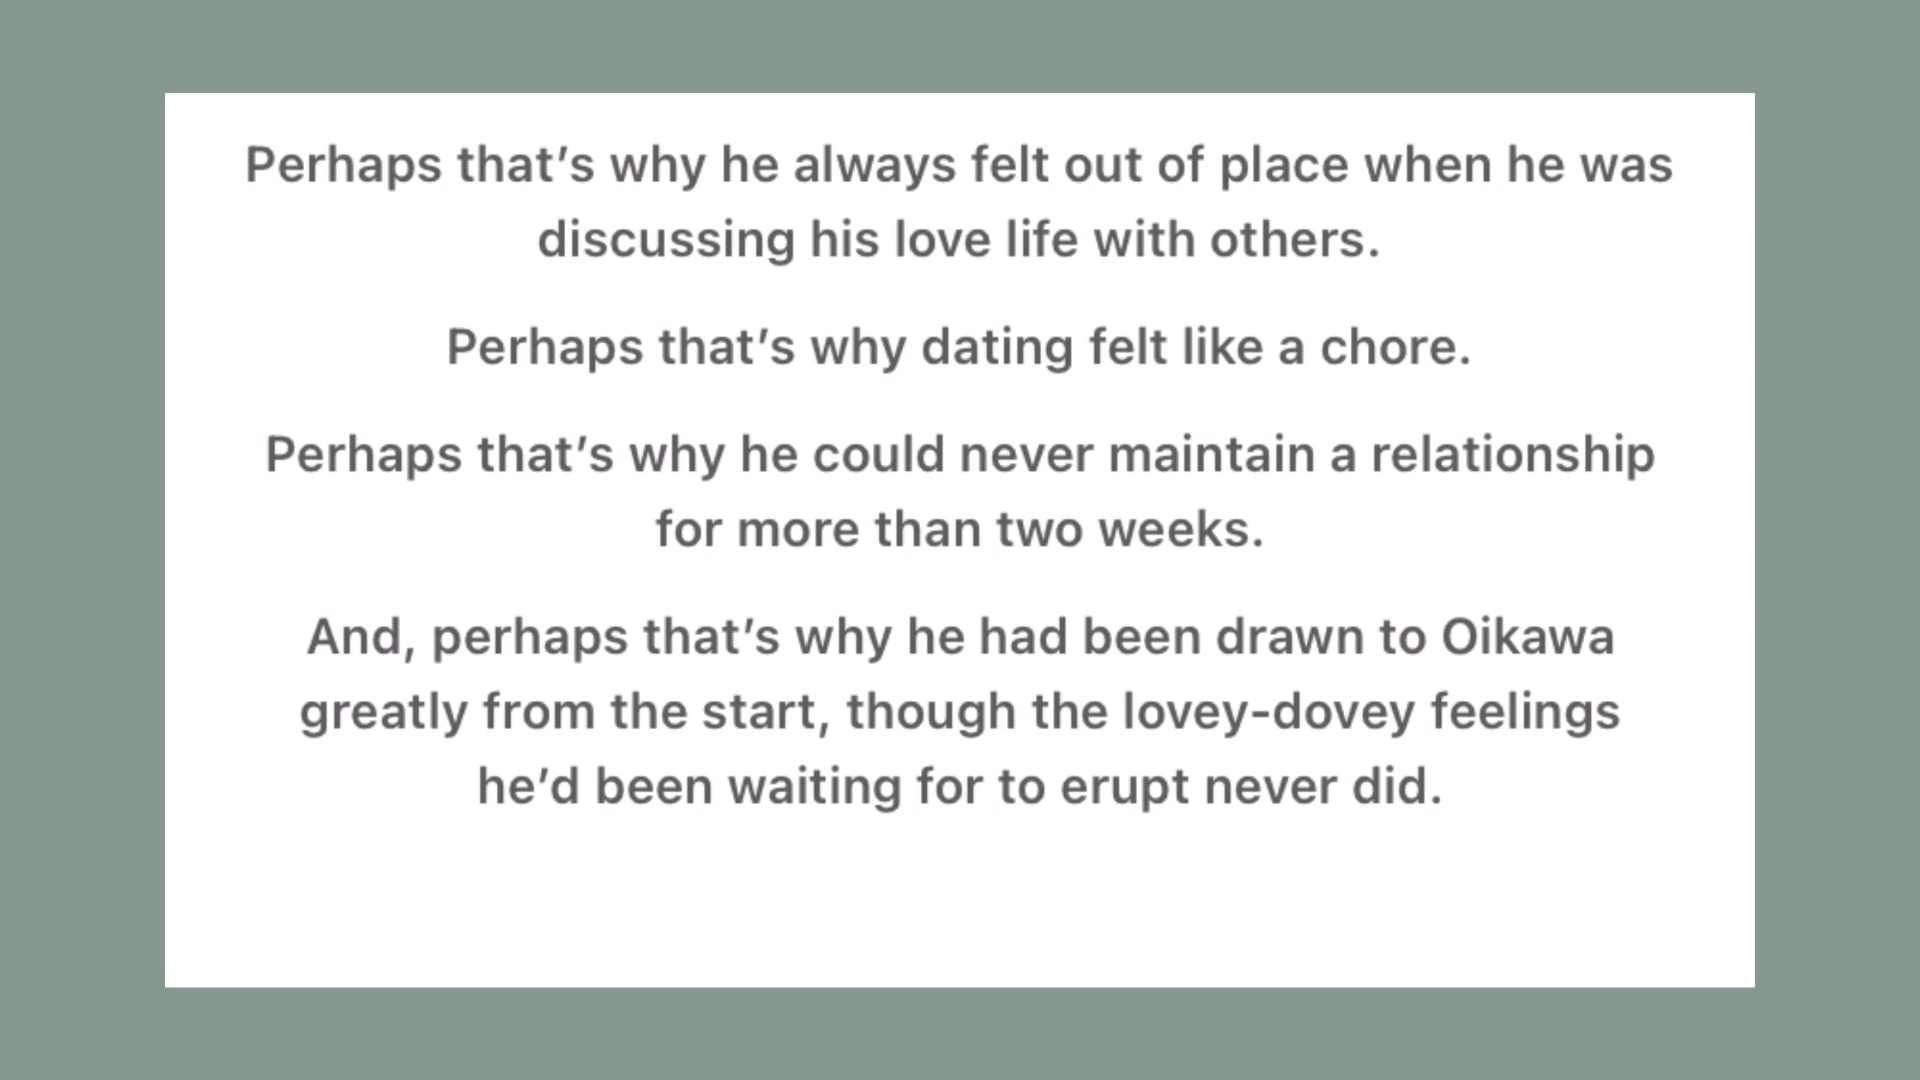 Perhaps that’s why he always felt out of place when he was
discussing his love life with others.
Perhaps that’s why dating felt like a chore.
Perhaps that’s why he could never maintain a relationship
for more than two weeks.
And, perhaps that’s why he had been drawn to Oikawa
greatly from the start, though the lovey-dovey feelings
he’d been waiting for to erupt never did.